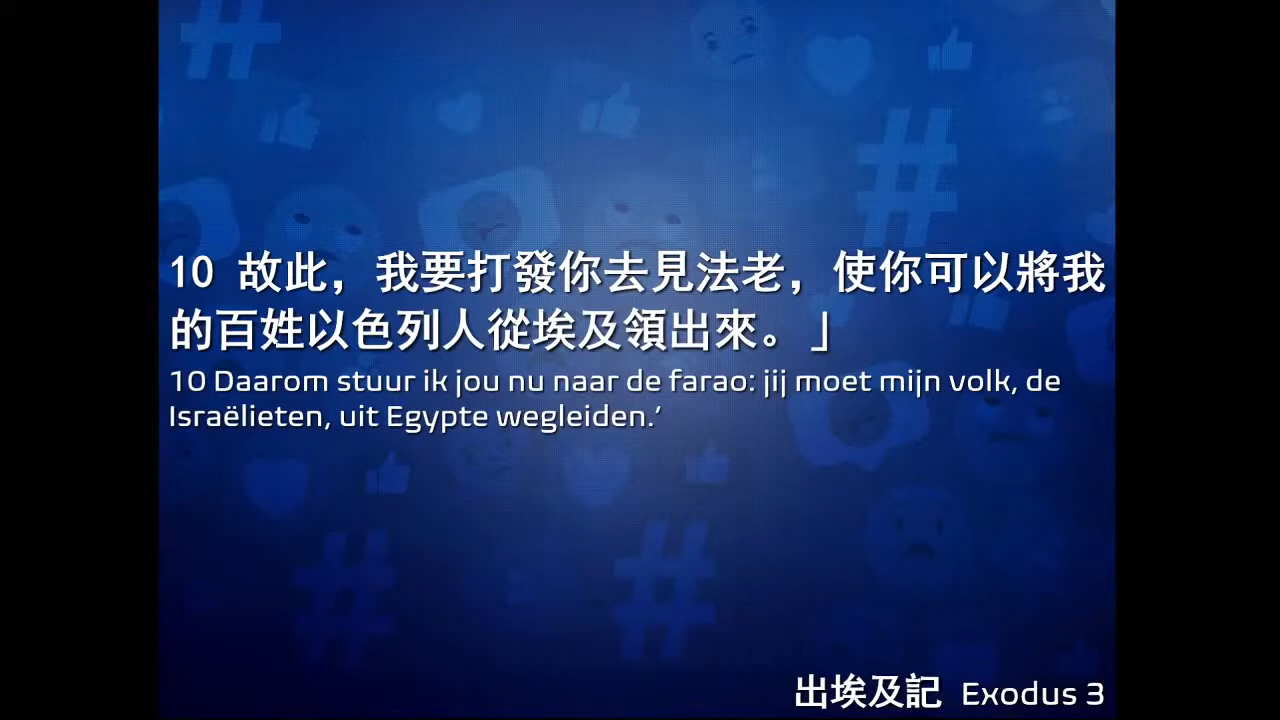 10 故此，我要打發你去見法老，使你可以將我
的百姓以色列人從埃及領出來。」
10 Daarom stuur ik jou nu naar de farao: jij moet mijn volk, de
Israëlieten, uit Egypte wegleiden.’
出埃及記 Exodus 3